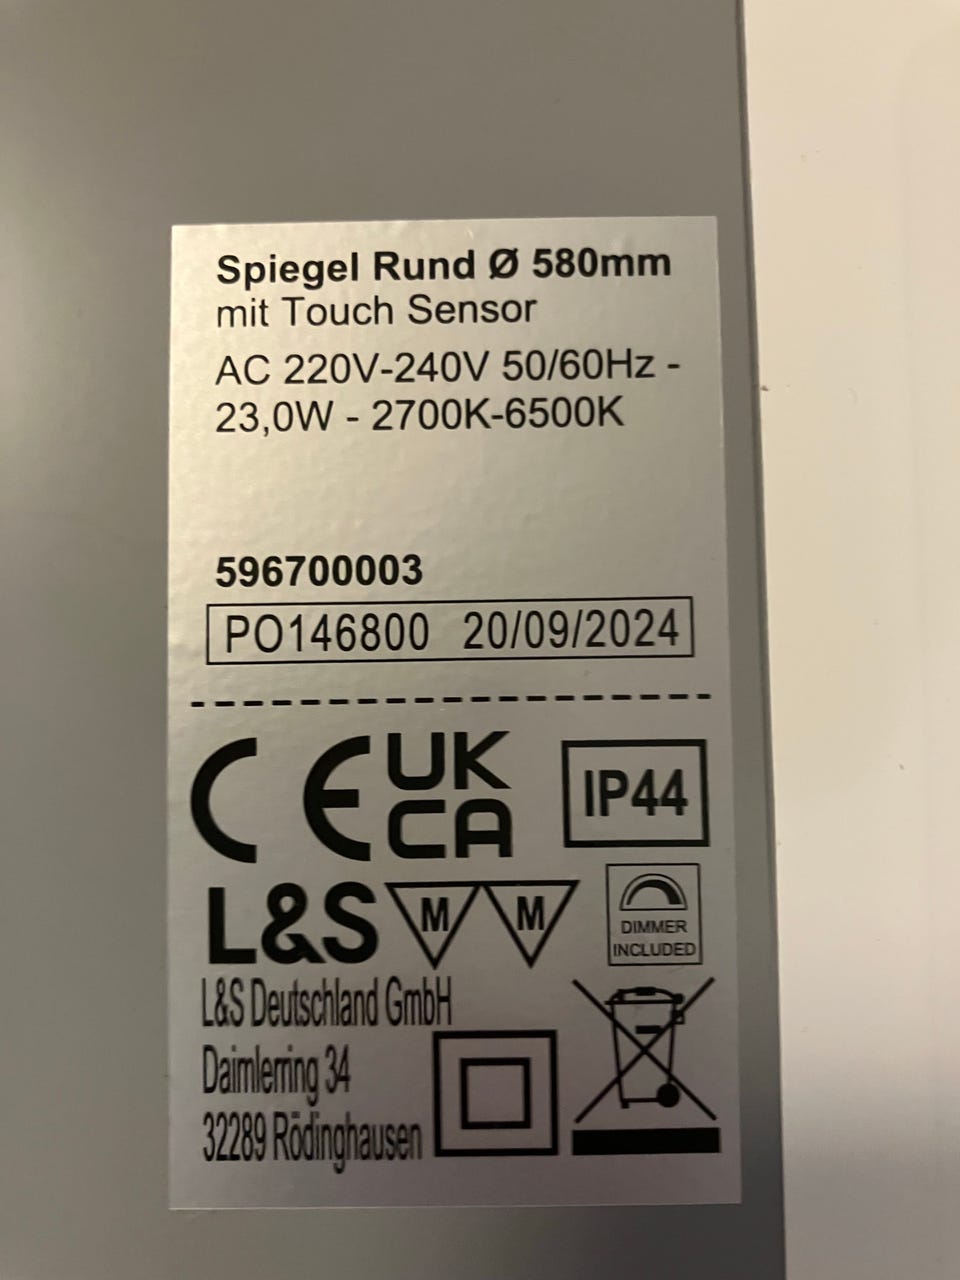 Spiegel Rund Ø 580mm
mit Touch Sensor
AC 220V-240V 50/60Hz -
23,0W - 2700K-6500K
596700003
PO146800 20/09/2024
CE
UK
CA
IP44
L&S
M M
DIMMER
INCLUDED
L&S Deutschland GmbH
Daimlerring 34
32289 Rödinghausen